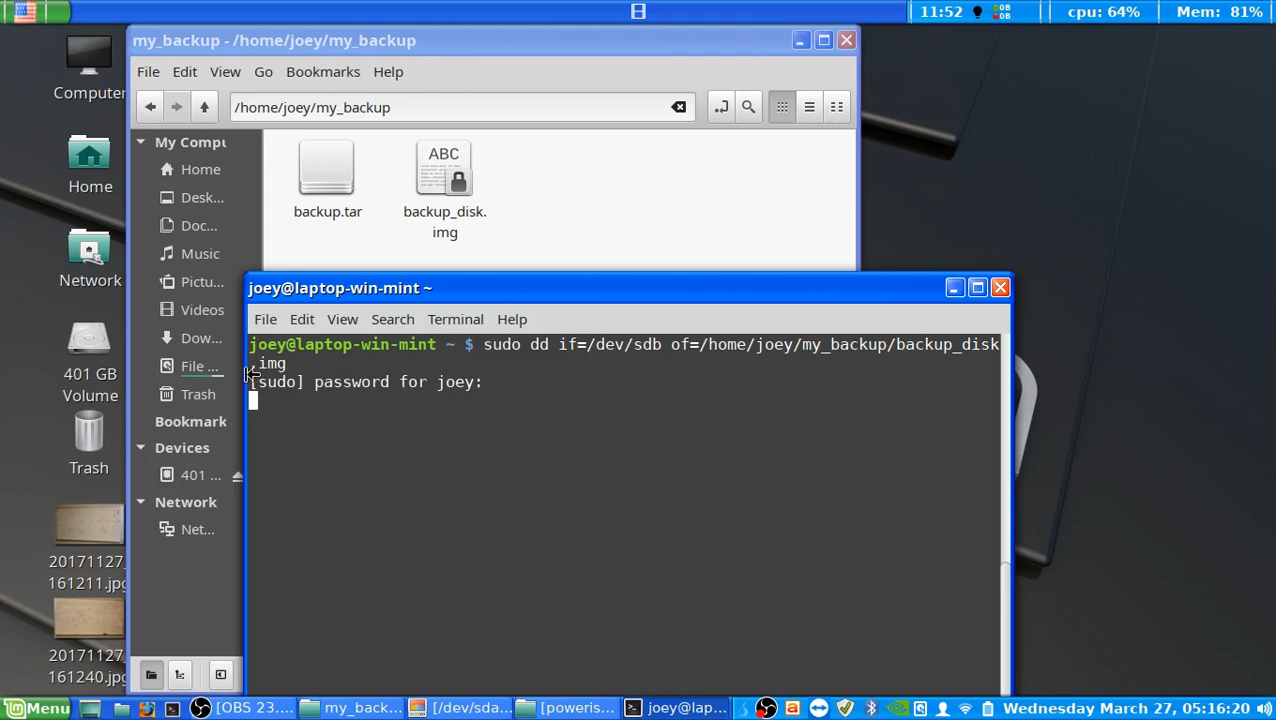 11:52 0B 0B cpu: 64% Mem: 81%
my_backup - /home/joey/my_backup
File Edit View Go Bookmarks Help
/home/joey/my_backup
Computer
Home
Network
401 GB
Volume
Trash
20171127_
161211.jpg
20171127_
161240.jpg
My Compu
Home
Desk...
Doc...
Music
Pictu...
Videos
Dow...
File ...
Trash
Bookmark
Devices
401 ...
Network
Net...
ABC
backup.tar
backup_disk.
img
joey@laptop-win-mint ~
File Edit View Search Terminal Help
joey@laptop-win-mint ~ $ sudo dd if=/dev/sdb of=/home/joey/my_backup/backup_disk
.img
[sudo] password for joey:
Menu [OBS 23.... my_back... [/dev/sda... [poweris... joey@lap... a Wednesday March 27, 05:16:20